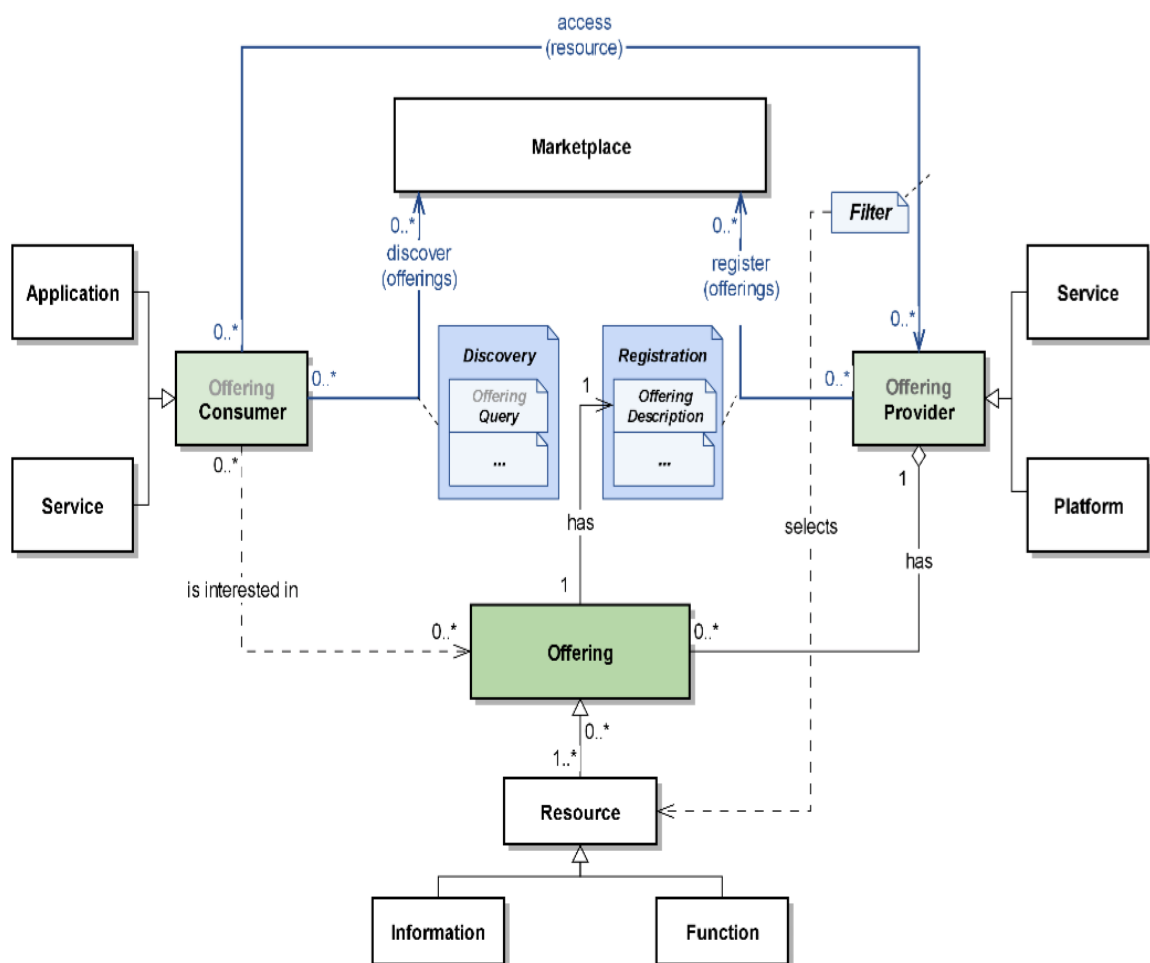 access
(resource)
Marketplace
Filter
0..*
0..*
discover
(offerings)
register
(offerings)
Application
Service
0..*
0..*
Discovery
Registration
Offering
Consumer
0..*
Offering
Query
...
1
Offering
Description
...
0..*
Offering
Provider
Service
0..*
1
Platform
has
selects
has
is interested in
1
0..*
Offering
0..*
0..*
1..*
Resource
Information
Function